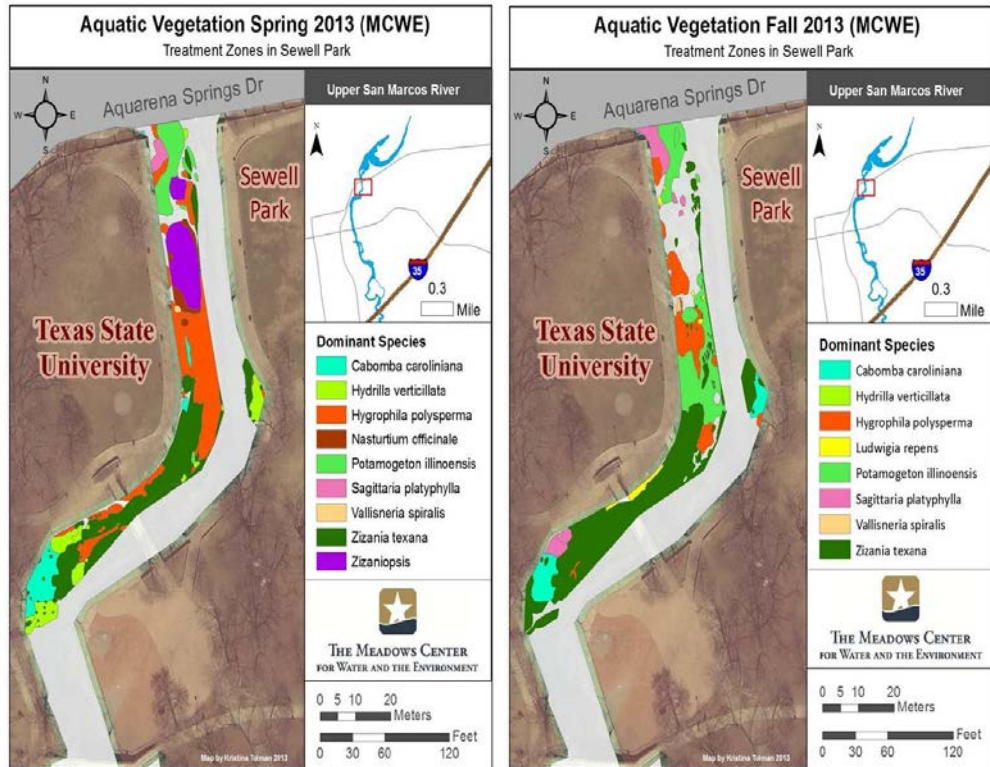 Aquatic Vegetation Spring 2013 (MCWE)
Treatment Zones in Sewell Park
N
W
E
S
Aquarena Springs Dr
Sewell
Park
Texas State
University
Upper San Marcos River
N
35
0.3
Mile
Dominant Species
Cabomba caroliniana
Hydrilla verticillata
Hygrophila polysperma
Nasturtium officinale
Potamogeton illinoensis
Sagittaria platyphylla
Vallisneria spiralis
Zizania texana
Zizaniopsis
THE MEADOWS CENTER
FOR WATER AND THE ENVIRONMENT
0 5 10 20
Meters
Feet
0 30 60 120
Map by Kristina Tolman 2013
Aquatic Vegetation Fall 2013 (MCWE)
Treatment Zones in Sewell Park
N
W
E
S
Aquarena Springs Dr
Sewell
Park
Texas State
University
Upper San Marcos River
N
35
0.3
Mile
Dominant Species
Cabomba caroliniana
Hydrilla verticillata
Hygrophila polysperma
Ludwigia repens
Potamogeton illinoensis
Sagittaria platyphylla
Vallisneria spiralis
Zizania texana
THE MEADOWS CENTER
FOR WATER AND THE ENVIRONMENT
0 5 10 20
Meters
Feet
0 30 60 120
Map by Kristina Tolman 2013